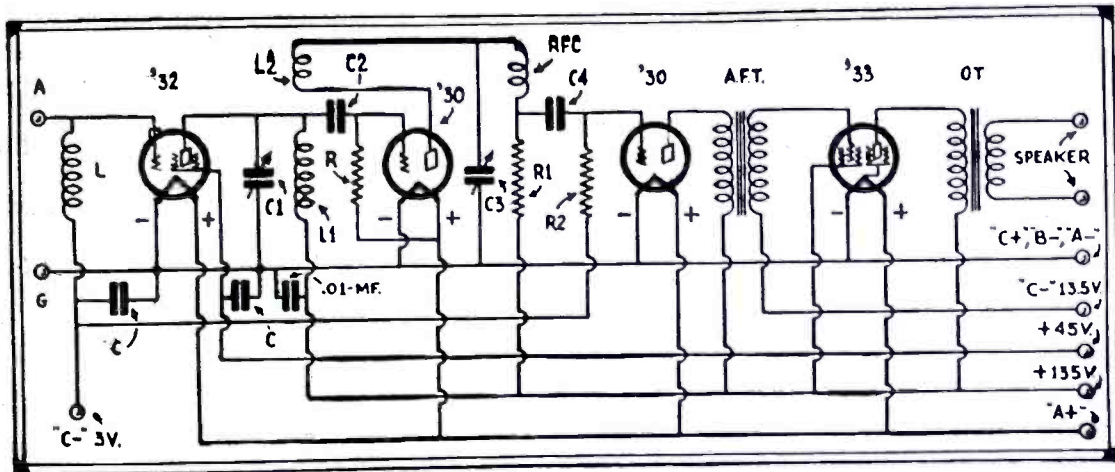 A
'32
L2
C2
'30
RFC
C4
'30
A.F.T.
'33
OT
L
C1
L1
R
C3
R1
R2
SPEAKER
- +
- +
- +
- +
G
C
C
.01-MF.
"C+","B-","A-"
"C-" 13.5V.
+45V.
+135V.
"A+"
"C-" 3V.